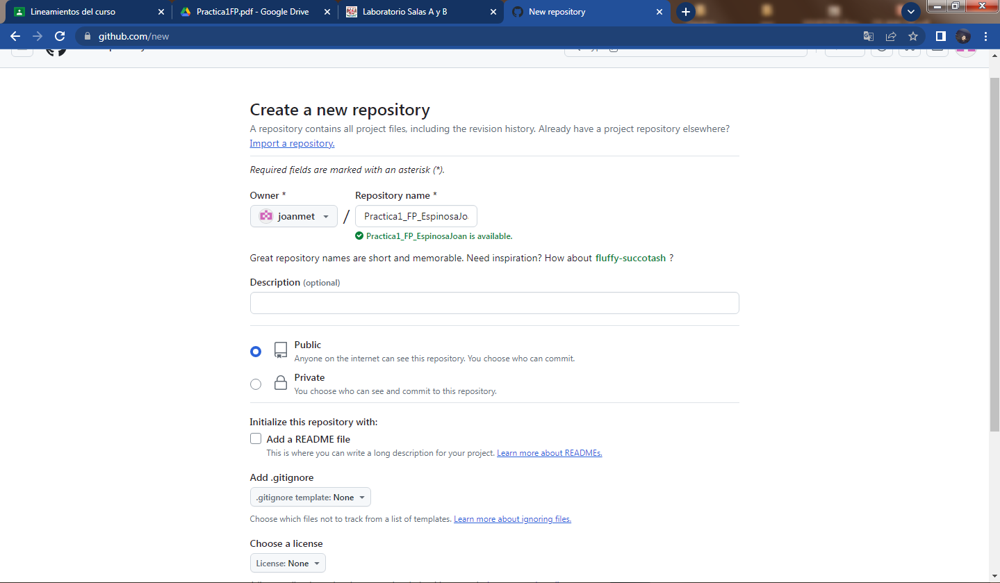 Lineamientos del curso
Practica1FP.pdf - Google Drive
Laboratorio Salas A y B
New repository
github.com/new
Create a new repository
A repository contains all project files, including the revision history. Already have a project repository elsewhere?
Import a repository.
Required fields are marked with an asterisk (*).
Owner *
Repository name *
joanmet
/
Practica1_FP_EspinosaJo
Practica1_FP_EspinosaJoan is available.
Great repository names are short and memorable. Need inspiration? How about fluffy-succotash ?
Description (optional)
Public
Anyone on the internet can see this repository. You choose who can commit.
Private
You choose who can see and commit to this repository.
Initialize this repository with:
Add a README file
This is where you can write a long description for your project. Learn more about READMEs.
Add .gitignore
.gitignore template: None
Choose which files not to track from a list of templates. Learn more about ignoring files.
Choose a license
License: None